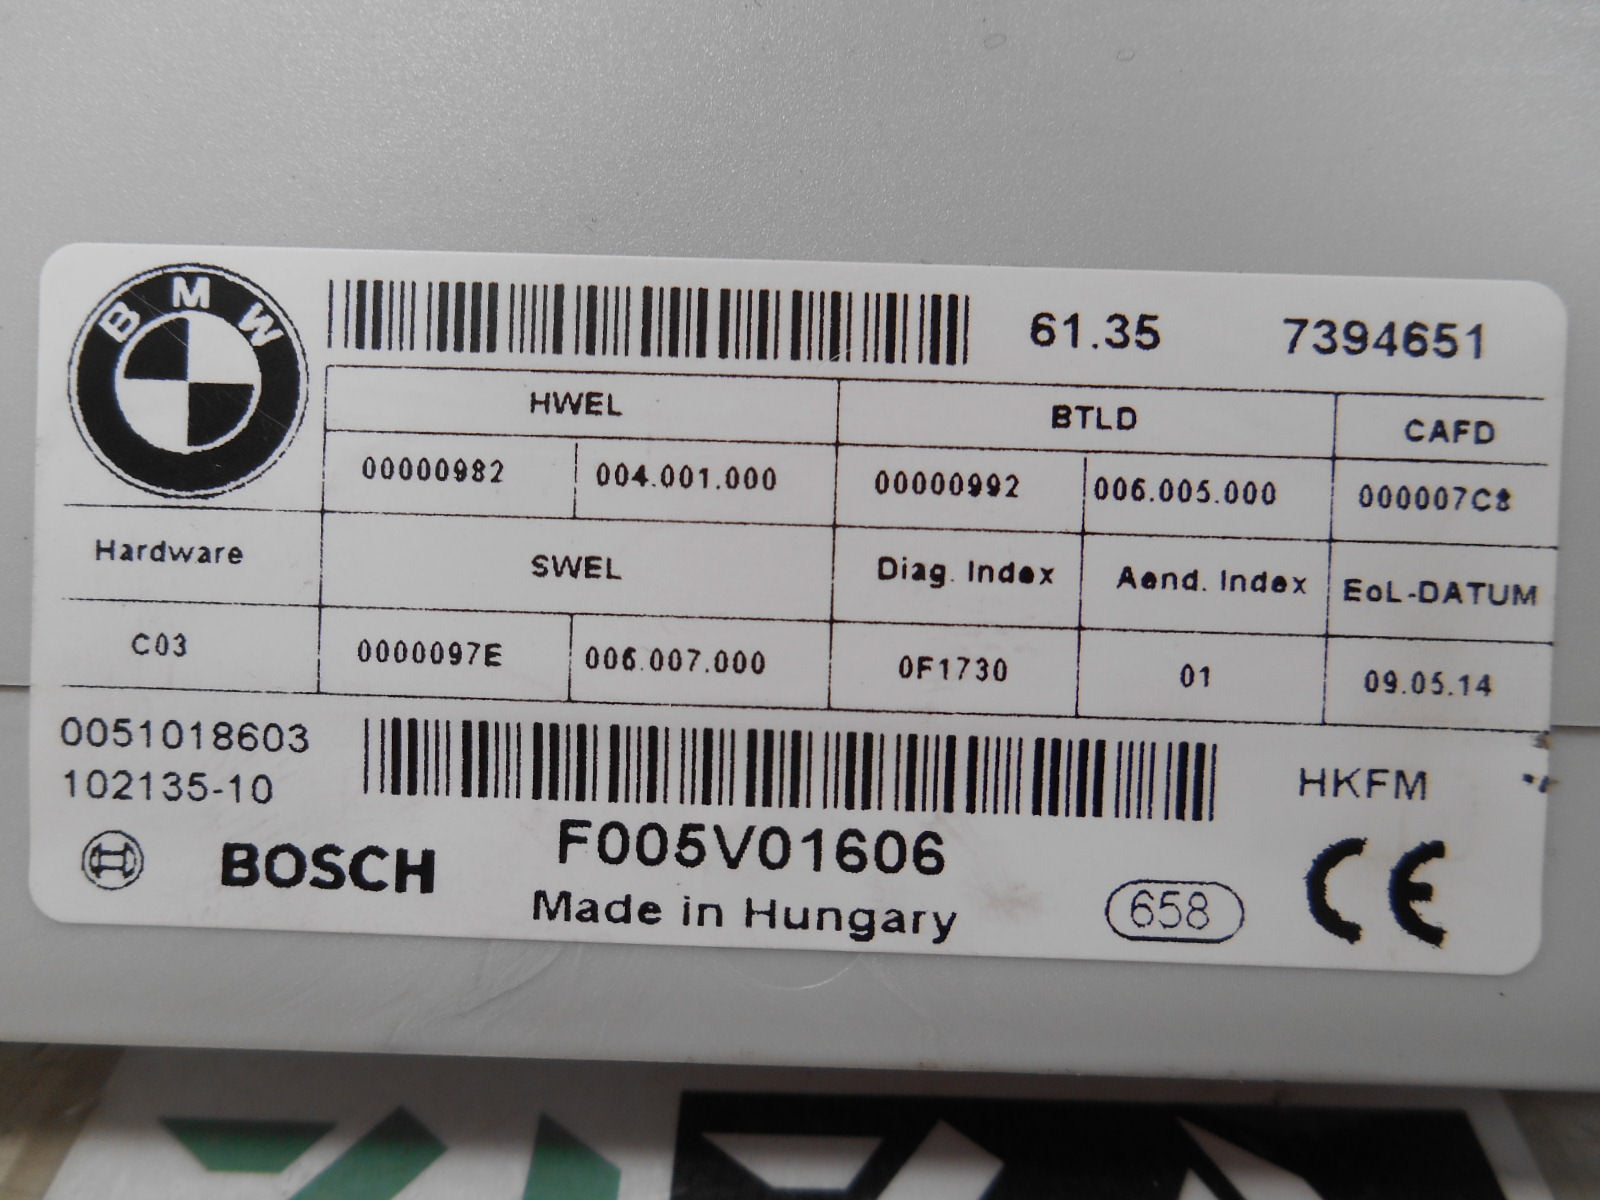 BMW
61.35 7394651
HWEL BTLD CAFD
00000982 004.001.000 00000992 006.005.000 000007C8
Hardware SWEL Diag. Index Aend. Index EoL-DATUM
C03 0000097E 006.007.000 0F1730 01 09.05.14
0051018603
102135-10
HKFM
BOSCH F005V01606
Made in Hungary
658 CE